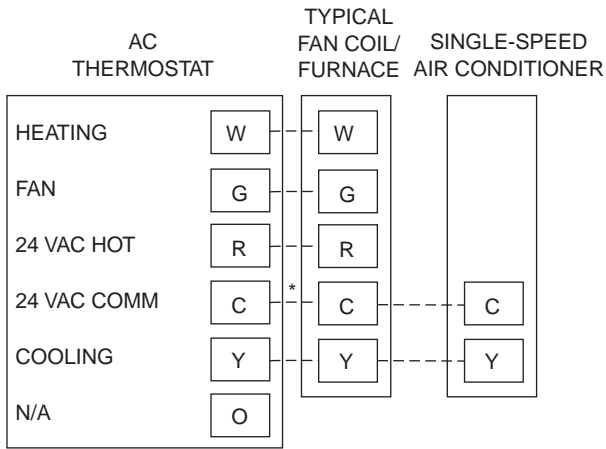 TYPICAL
FAN COIL/
FURNACE
AC
THERMOSTAT
SINGLE-SPEED
AIR CONDITIONER
HEATING W W
FAN G G
24 VAC HOT R R
24 VAC COMM C * C C
COOLING Y Y Y
N/A O